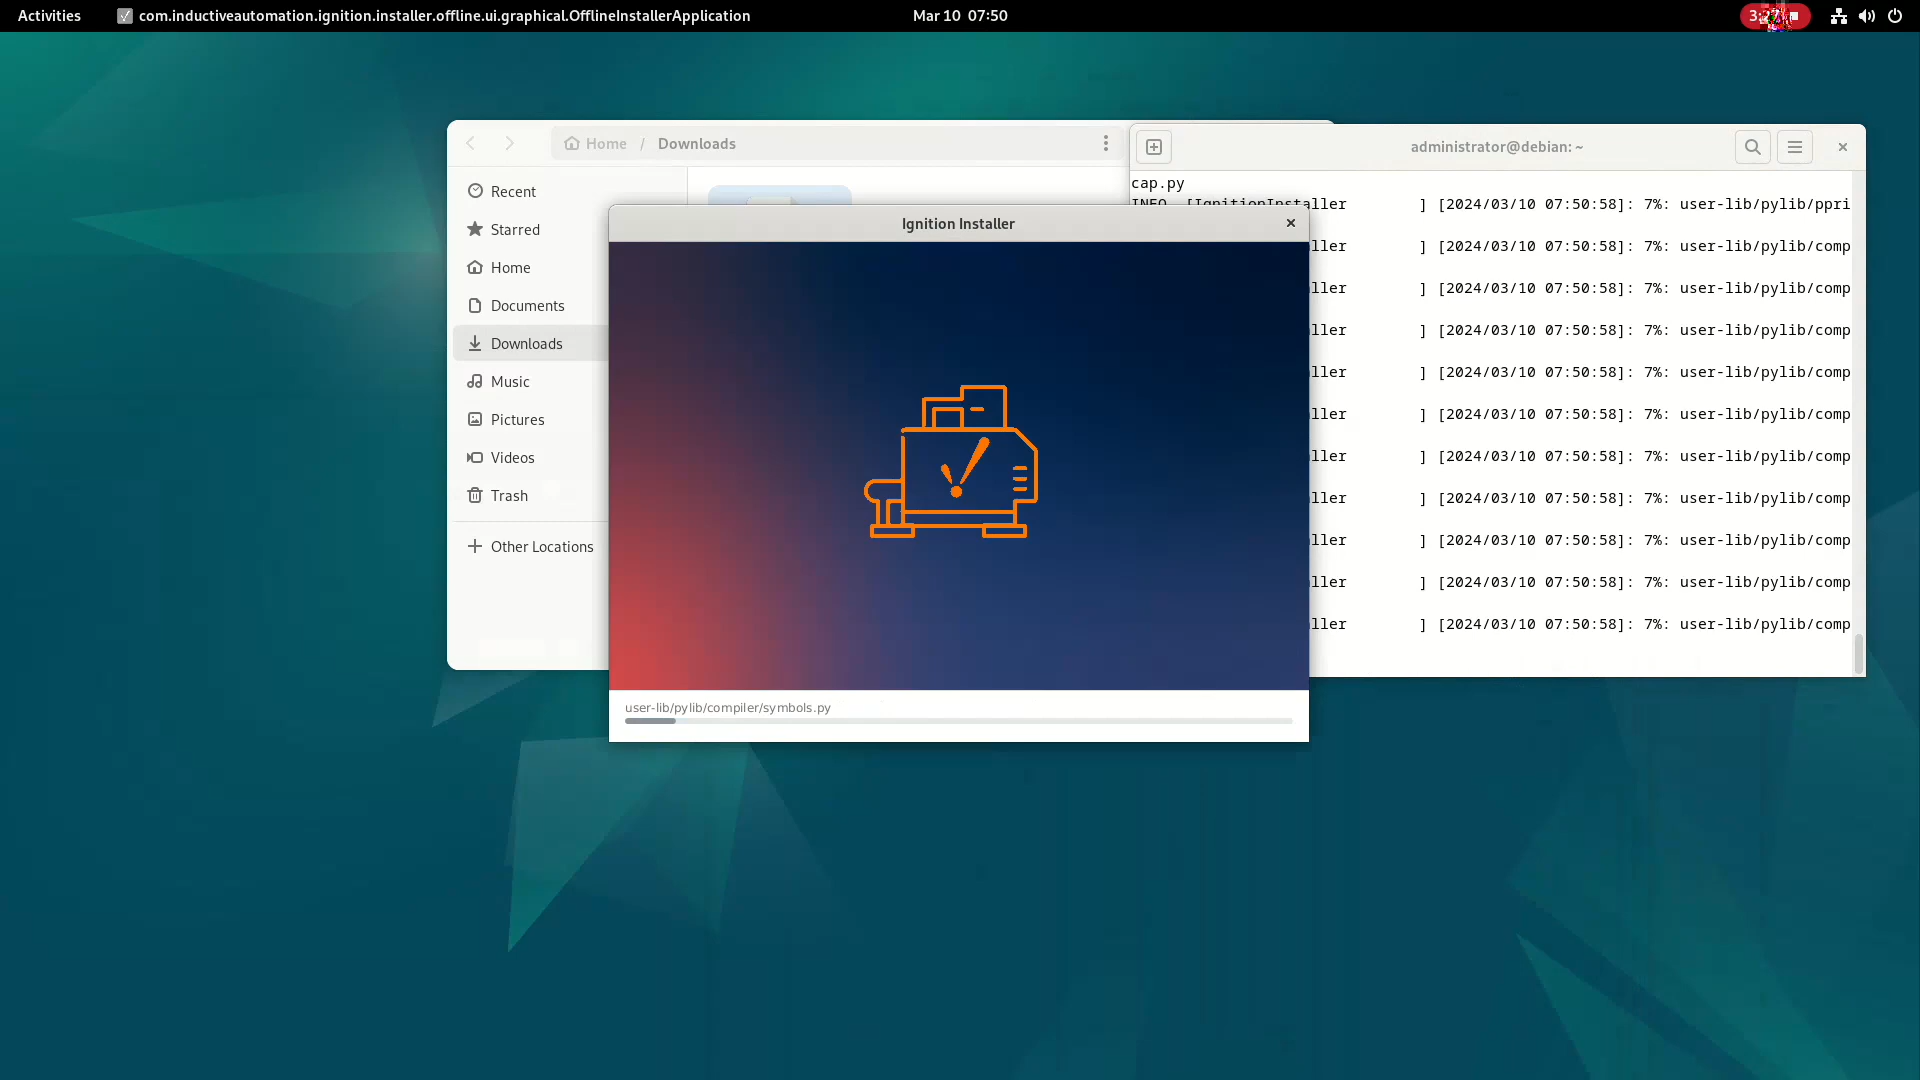 Activities
com.inductiveautomation.ignition.installer.offline.ui.graphical.OfflineInstallerApplication
Mar 10 07:50
Home / Downloads
Recent
Starred
Home
Documents
Downloads
Music
Pictures
Videos
Trash
Other Locations
administrator@debian: ~
cap.py
INFO [IgnitionInstaller ] [2024/03/10 07:50:58]: 7%: user-lib/pylib/ppri
ller ] [2024/03/10 07:50:58]: 7%: user-lib/pylib/comp
ller ] [2024/03/10 07:50:58]: 7%: user-lib/pylib/comp
ller ] [2024/03/10 07:50:58]: 7%: user-lib/pylib/comp
ller ] [2024/03/10 07:50:58]: 7%: user-lib/pylib/comp
ller ] [2024/03/10 07:50:58]: 7%: user-lib/pylib/comp
ller ] [2024/03/10 07:50:58]: 7%: user-lib/pylib/comp
ller ] [2024/03/10 07:50:58]: 7%: user-lib/pylib/comp
ller ] [2024/03/10 07:50:58]: 7%: user-lib/pylib/comp
ller ] [2024/03/10 07:50:58]: 7%: user-lib/pylib/comp
ller ] [2024/03/10 07:50:58]: 7%: user-lib/pylib/comp
Ignition Installer
user-lib/pylib/compiler/symbols.py